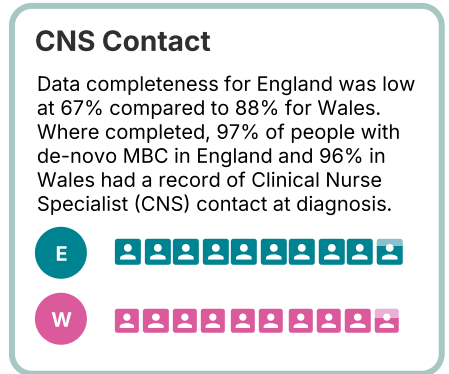 CNS Contact
Data completeness for England was low
at 67% compared to 88% for Wales.
Where completed, 97% of people with
de-novo MBC in England and 96% in
Wales had a record of Clinical Nurse
Specialist (CNS) contact at diagnosis.
E
W